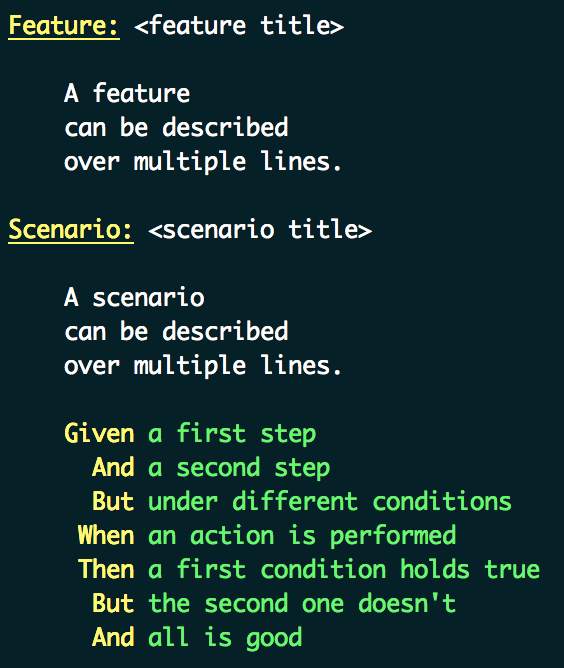 Feature: <feature title>
A feature
can be described
over multiple lines.
Scenario: <scenario title>
A scenario
can be described
over multiple lines.
Given a first step
And a second step
But under different conditions
When an action is performed
Then a first condition holds true
But the second one doesn't
And all is good